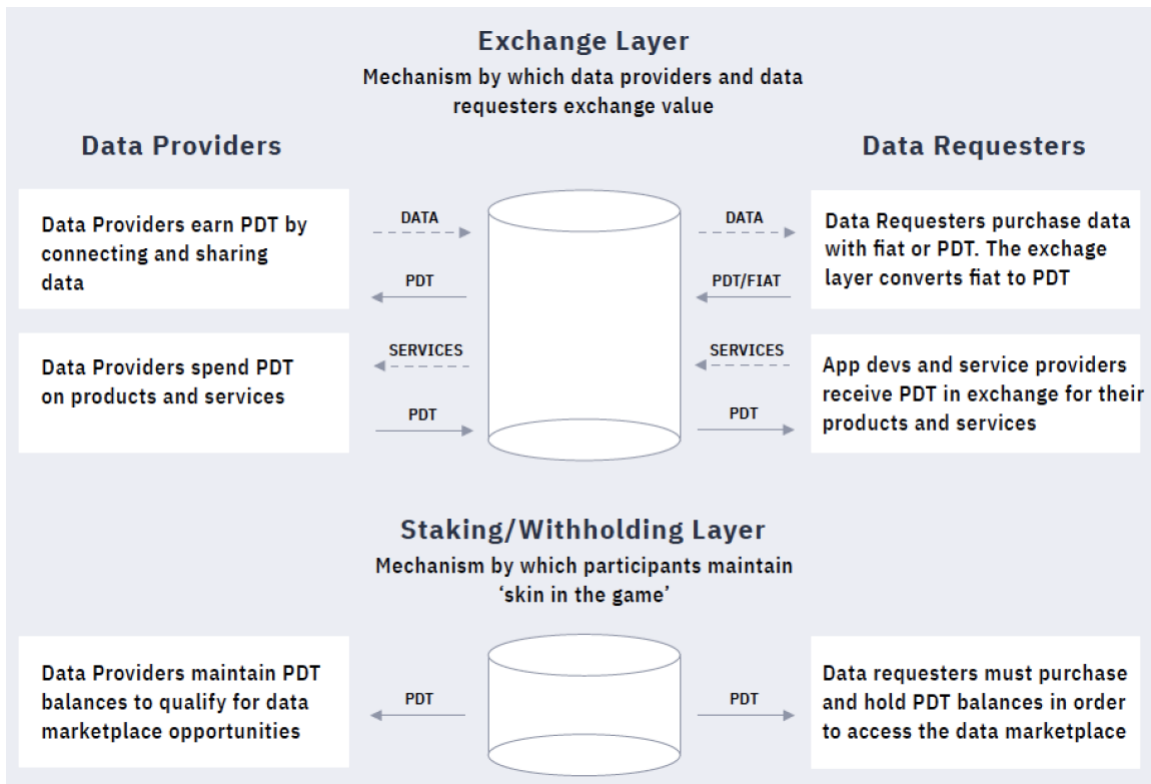 Exchange Layer
Mechanism by which data providers and data
requesters exchange value
Data Providers
Data Requesters
Data Providers earn PDT by
connecting and sharing
data
DATA
PDT
DATA
PDT/FIAT
Data Requesters purchase data
with fiat or PDT. The exchage
layer converts fiat to PDT
Data Providers spend PDT
on products and services
SERVICES
PDT
SERVICES
PDT
App devs and service providers
receive PDT in exchange for their
products and services
Staking/Withholding Layer
Mechanism by which participants maintain
‘skin in the game’
Data Providers maintain PDT
balances to qualify for data
marketplace opportunities
PDT
PDT
Data requesters must purchase
and hold PDT balances in order
to access the data marketplace